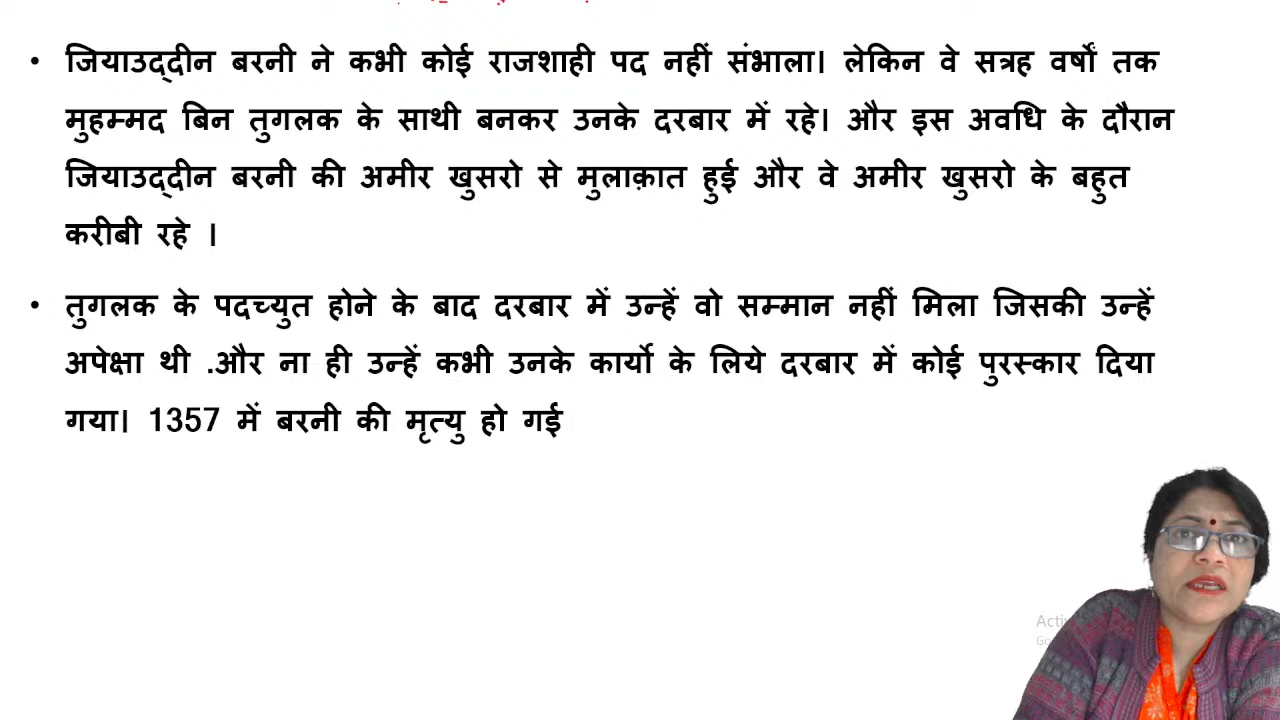 • जियाउद्दीन बरनी ने कभी कोई राजशाही पद नहीं संभाला। लेकिन वे सत्रह वर्षों तक
मुहम्मद बिन तुगलक के साथी बनकर उनके दरबार में रहे। और इस अवधि के दौरान
जियाउद्दीन बरनी की अमीर खुसरो से मुलाक़ात हुई और वे अमीर खुसरो के बहुत
करीबी रहे ।
• तुगलक के पदच्युत होने के बाद दरबार में उन्हें वो सम्मान नहीं मिला जिसकी उन्हें
अपेक्षा थी .और ना ही उन्हें कभी उनके कार्यो के लिये दरबार में कोई पुरस्कार दिया
गया। 1357 में बरनी की मृत्यु हो गई